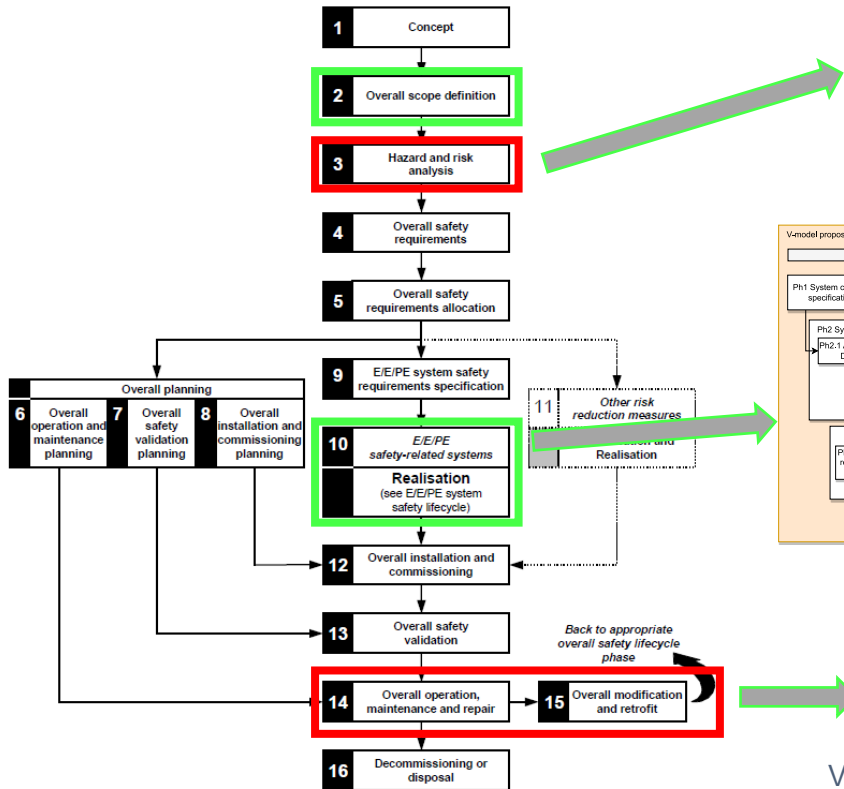 1
Concept
2
Overall scope definition
3
Hazard and risk
analysis
4
Overall safety
requirements
5
Overall safety
requirements allocation
9
E/E/PE system safety
requirements specification
Overall planning
6
Overall
operation and
maintenance
planning
7
Overall
safety
validation
planning
8
Overall
installation and
commissioning
planning
10
E/E/PE
safety-related systems
Realisation
(see E/E/PE system
safety lifecycle)
11
Other risk
reduction measures
and
Realisation
12
Overall installation and
commissioning
13
Overall safety
validation
Back to appropriate
overall safety lifecycle
phase
14
Overall operation,
maintenance and repair
15
Overall modification
and retrofit
16
Decommissioning or
disposal
V-model propos
Ph1 System c
specificati
Ph2 Sy
Ph2.1
D
P
re
V